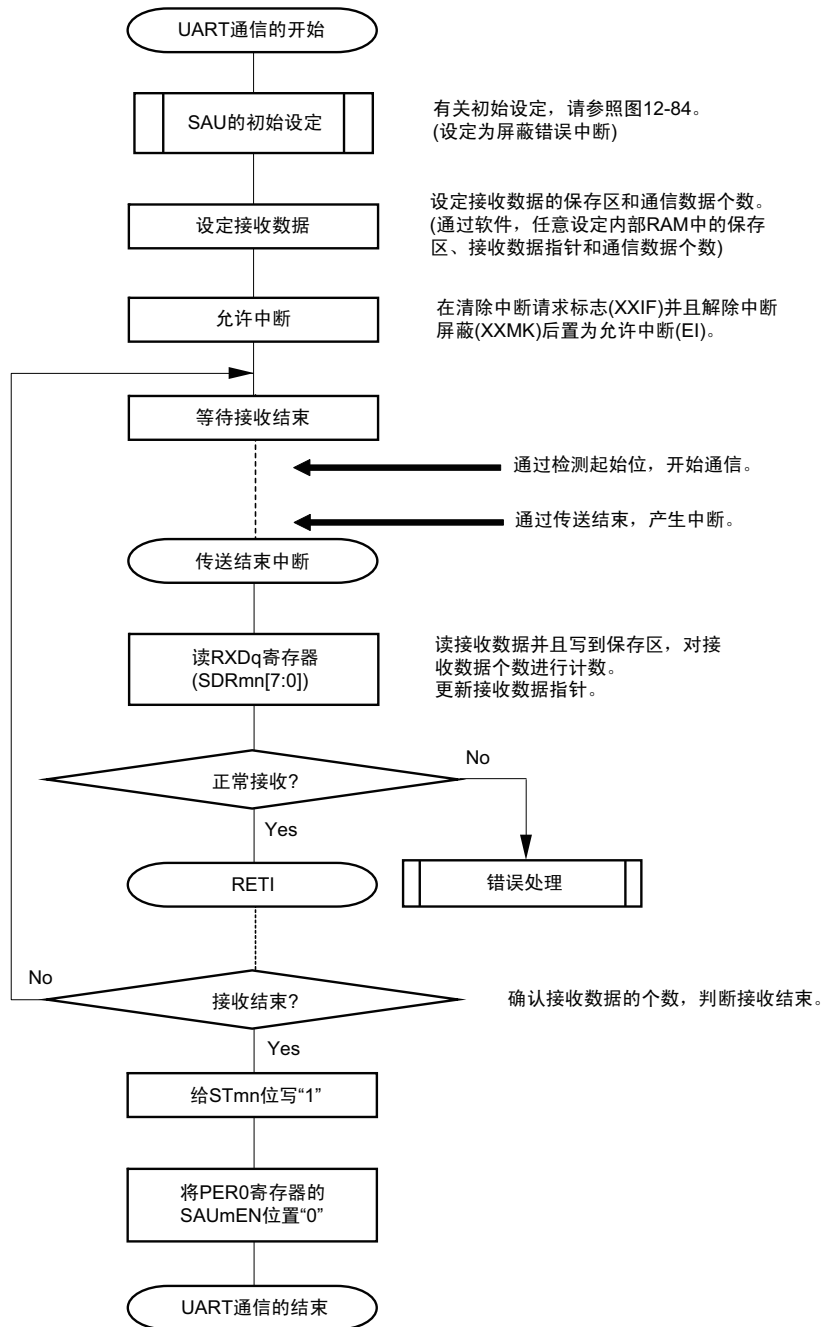 UART通信的开始
SAU的初始设定
有关初始设定，请参照图12-84。
(设定为屏蔽错误中断)
设定接收数据
设定接收数据的保存区和通信数据个数。
(通过软件，任意设定内部RAM中的保存
区、接收数据指针和通信数据个数)
允许中断
在清除中断请求标志(XXIF)并且解除中断
屏蔽(XXMK)后置为允许中断(EI)。
等待接收结束
通过检测起始位，开始通信。
通过传送结束，产生中断。
传送结束中断
读RXDq寄存器
(SDRmn[7:0])
读接收数据并且写到保存区，对接
收数据个数进行计数。
更新接收数据指针。
正常接收?
No
Yes
RETI
错误处理
No
接收结束?
确认接收数据的个数，判断接收结束。
Yes
给STmn位写“1”
将PER0寄存器的
SAUmEN位置“0”
UART通信的结束